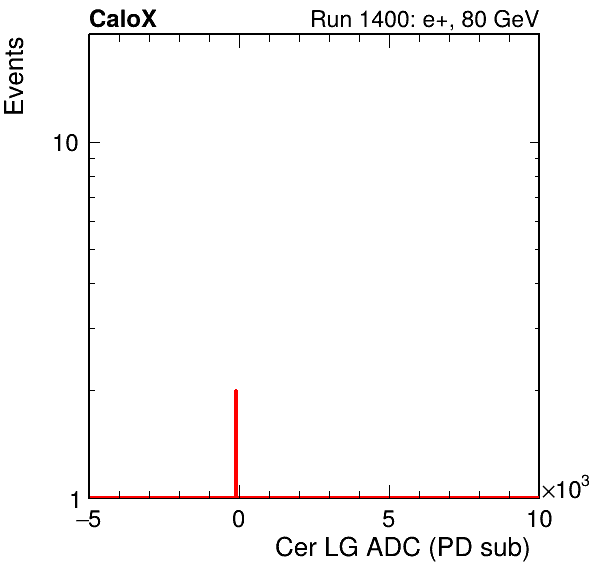 CaloX
Run 1400: e+, 80 GeV
Events
10
1
−5
0
5
10
×10³
Cer LG ADC (PD sub)